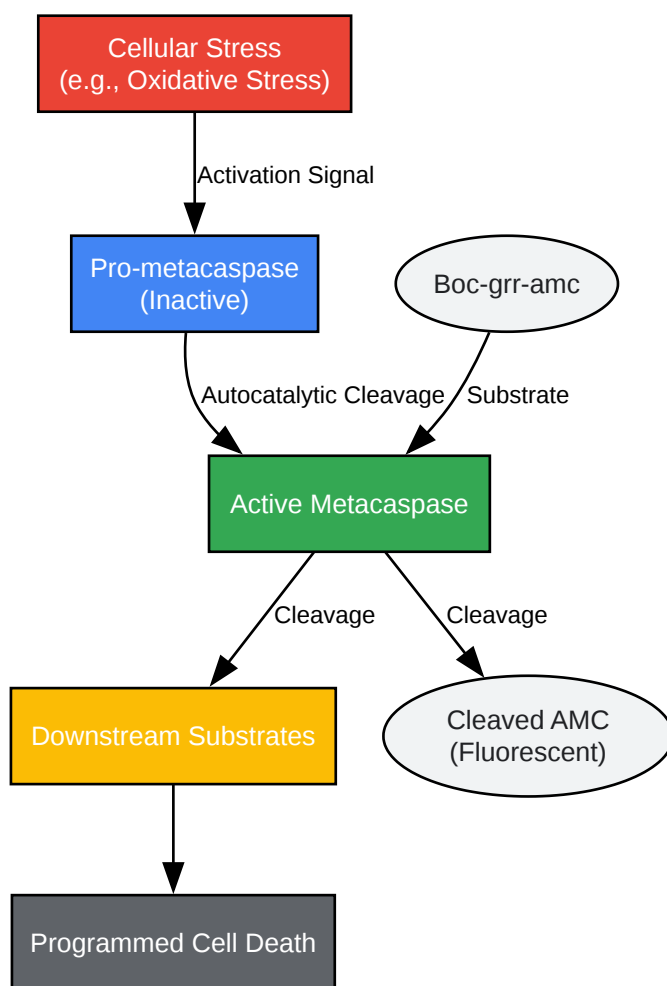 Cellular Stress
(e.g., Oxidative Stress)
Activation Signal
Pro-metacaspase
(Inactive)
Boc-grr-amc
Autocatalytic Cleavage
Substrate
Active Metacaspase
Cleavage
Cleavage
Downstream Substrates
Cleaved AMC
(Fluorescent)
Programmed Cell Death